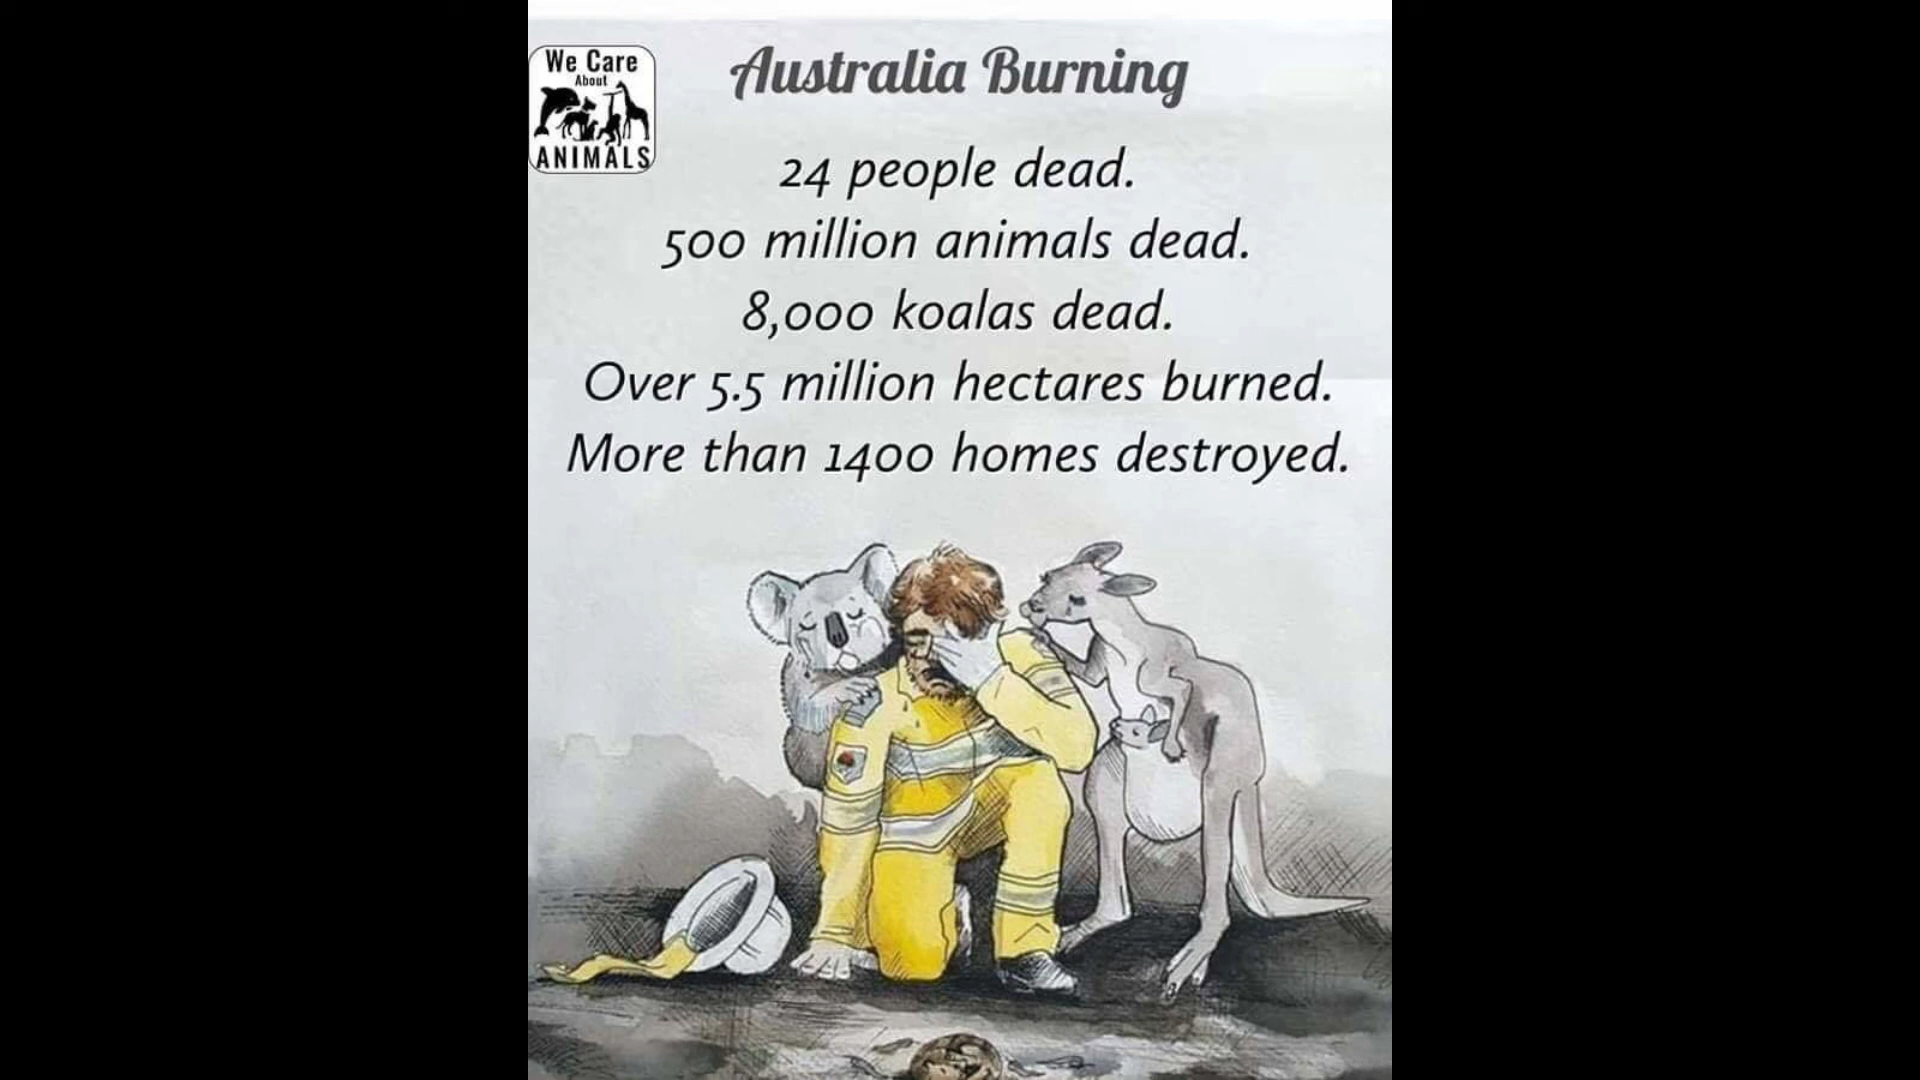 We Care
About
ANIMALS
Australia Burning
24 people dead.
500 million animals dead.
8,000 koalas dead.
Over 5.5 million hectares burned.
More than 1400 homes destroyed.